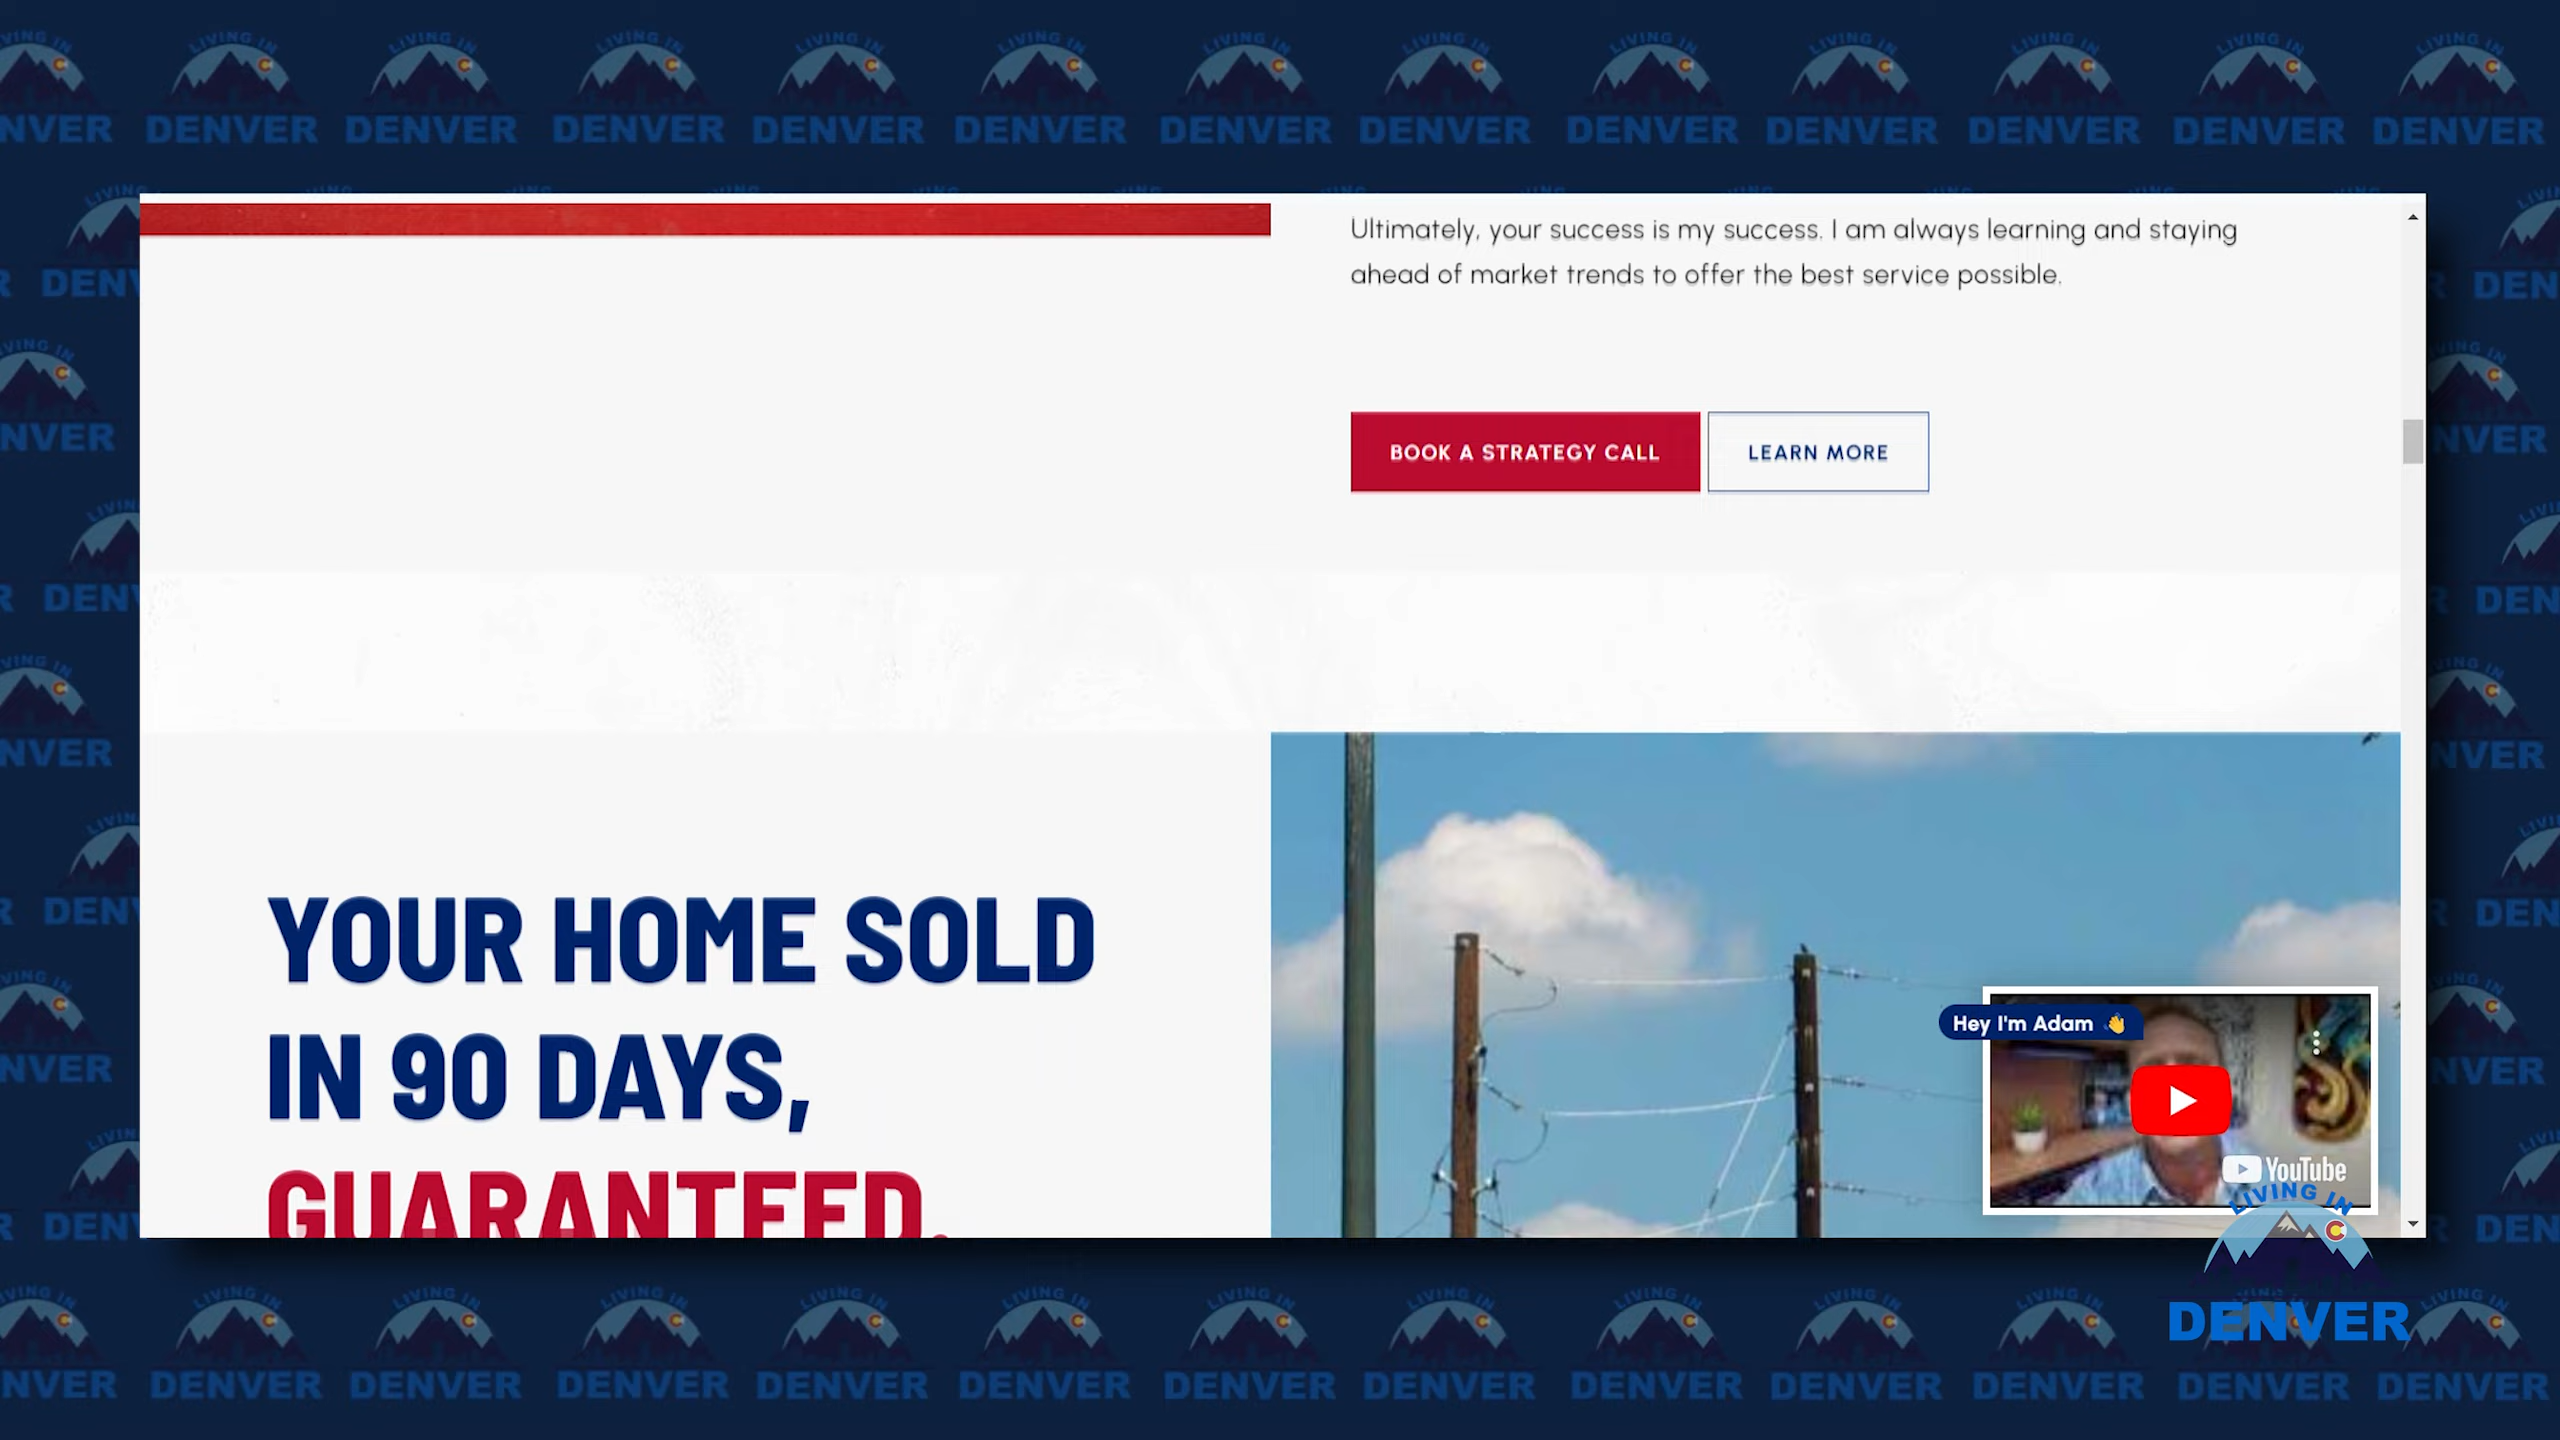 Ultimately, your success is my success. I am always learning and staying
ahead of market trends to offer the best service possible.
BOOK A STRATEGY CALL
LEARN MORE
YOUR HOME SOLD
IN 90 DAYS,
GUARANTEED.
Hey I'm Adam 👋
YouTube
LIVING IN
C
DENVER